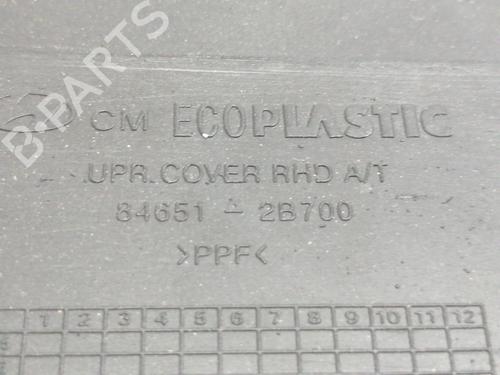 B-PARTS
CM ECOPLASTIC
UPR. COVER RHD A/T
84651-2B700
>PPF<
1 2 3 4 5 6 7 8 9 10 11 12